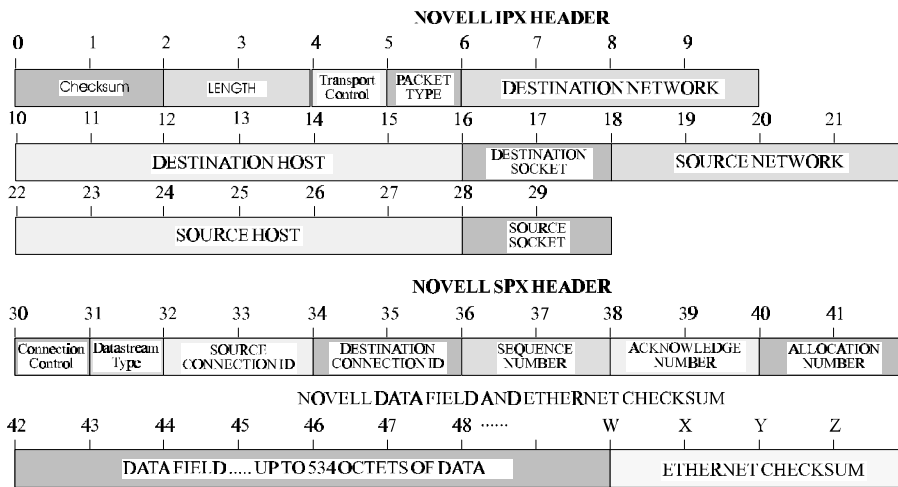 NOVELL IPX HEADER
0 1 2 3 4 5 6 7 8 9
Checksum LENGTH Transport Control PACKET TYPE DESTINATION NETWORK
10 11 12 13 14 15 16 17 18 19 20 21
DESTINATION HOST DESTINATION SOCKET SOURCE NETWORK
22 23 24 25 26 27 28 29
SOURCE HOST SOURCE SOCKET
NOVELL SPX HEADER
30 31 32 33 34 35 36 37 38 39 40 41
Connection Control Datastream Type SOURCE CONNECTION ID DESTINATION CONNECTION ID SEQUENCE NUMBER ACKNOWLEDGE NUMBER ALLOCATION NUMBER
NOVELL DATA FIELD AND ETHERNET CHECKSUM
42 43 44 45 46 47 48 ...... W X Y Z
DATA FIELD ..... UP TO 534 OCTETS OF DATA ETHERNET CHECKSUM